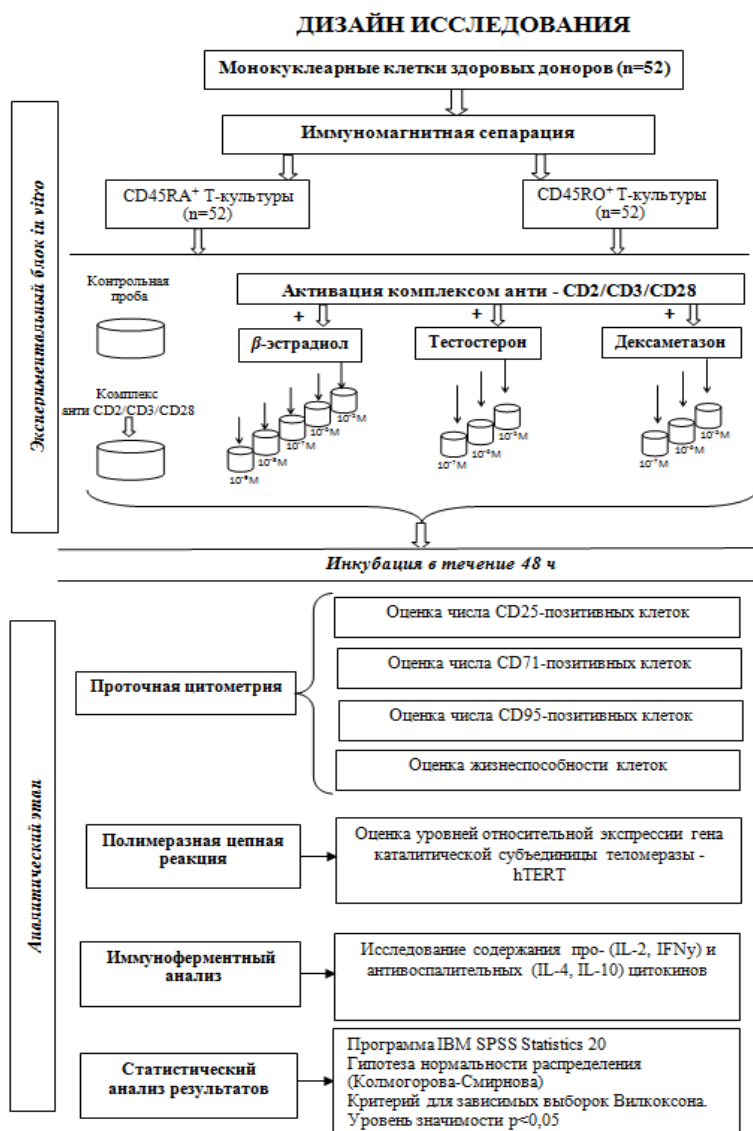 ДИЗАЙН ИССЛЕДОВАНИЯ
Монокуклеарные клетки здоровых доноров (n=52)
Иммуномагнитная сепарация
CD45RA⁺ Т-культуры
(n=52)
CD45RO⁺ Т-культуры
(n=52)
Экспериментальный блок in vitro
Контрольная
проба
Комплекс
анти CD2/CD3/CD28
Активация комплексом анти - CD2/CD3/CD28
+
+
+
β-эстрадиол
Тестостерон
Дексаметазон
10⁻⁷M
Инкубация в течение 48 ч
Аналитический этап
Проточная цитометрия
Оценка числа CD25-позитивных клеток
Оценка числа CD71-позитивных клеток
Оценка числа CD95-позитивных клеток
Оценка жизнеспособности клеток
Полимеразная цепная
реакция
Оценка уровней относительной экспрессии гена
каталитической субъединицы теломеразы -
hTERT
Иммуноферментный
анализ
Исследование содержания про- (IL-2, IFNγ) и
антивоспалительных (IL-4, IL-10) цитокинов
Статистический
анализ результатов
Программа IBM SPSS Statistics 20
Гипотеза нормальности распределения
(Колмогорова-Смирнова)
Критерий для зависимых выборок Вилкоксона.
Уровень значимости p<0,05